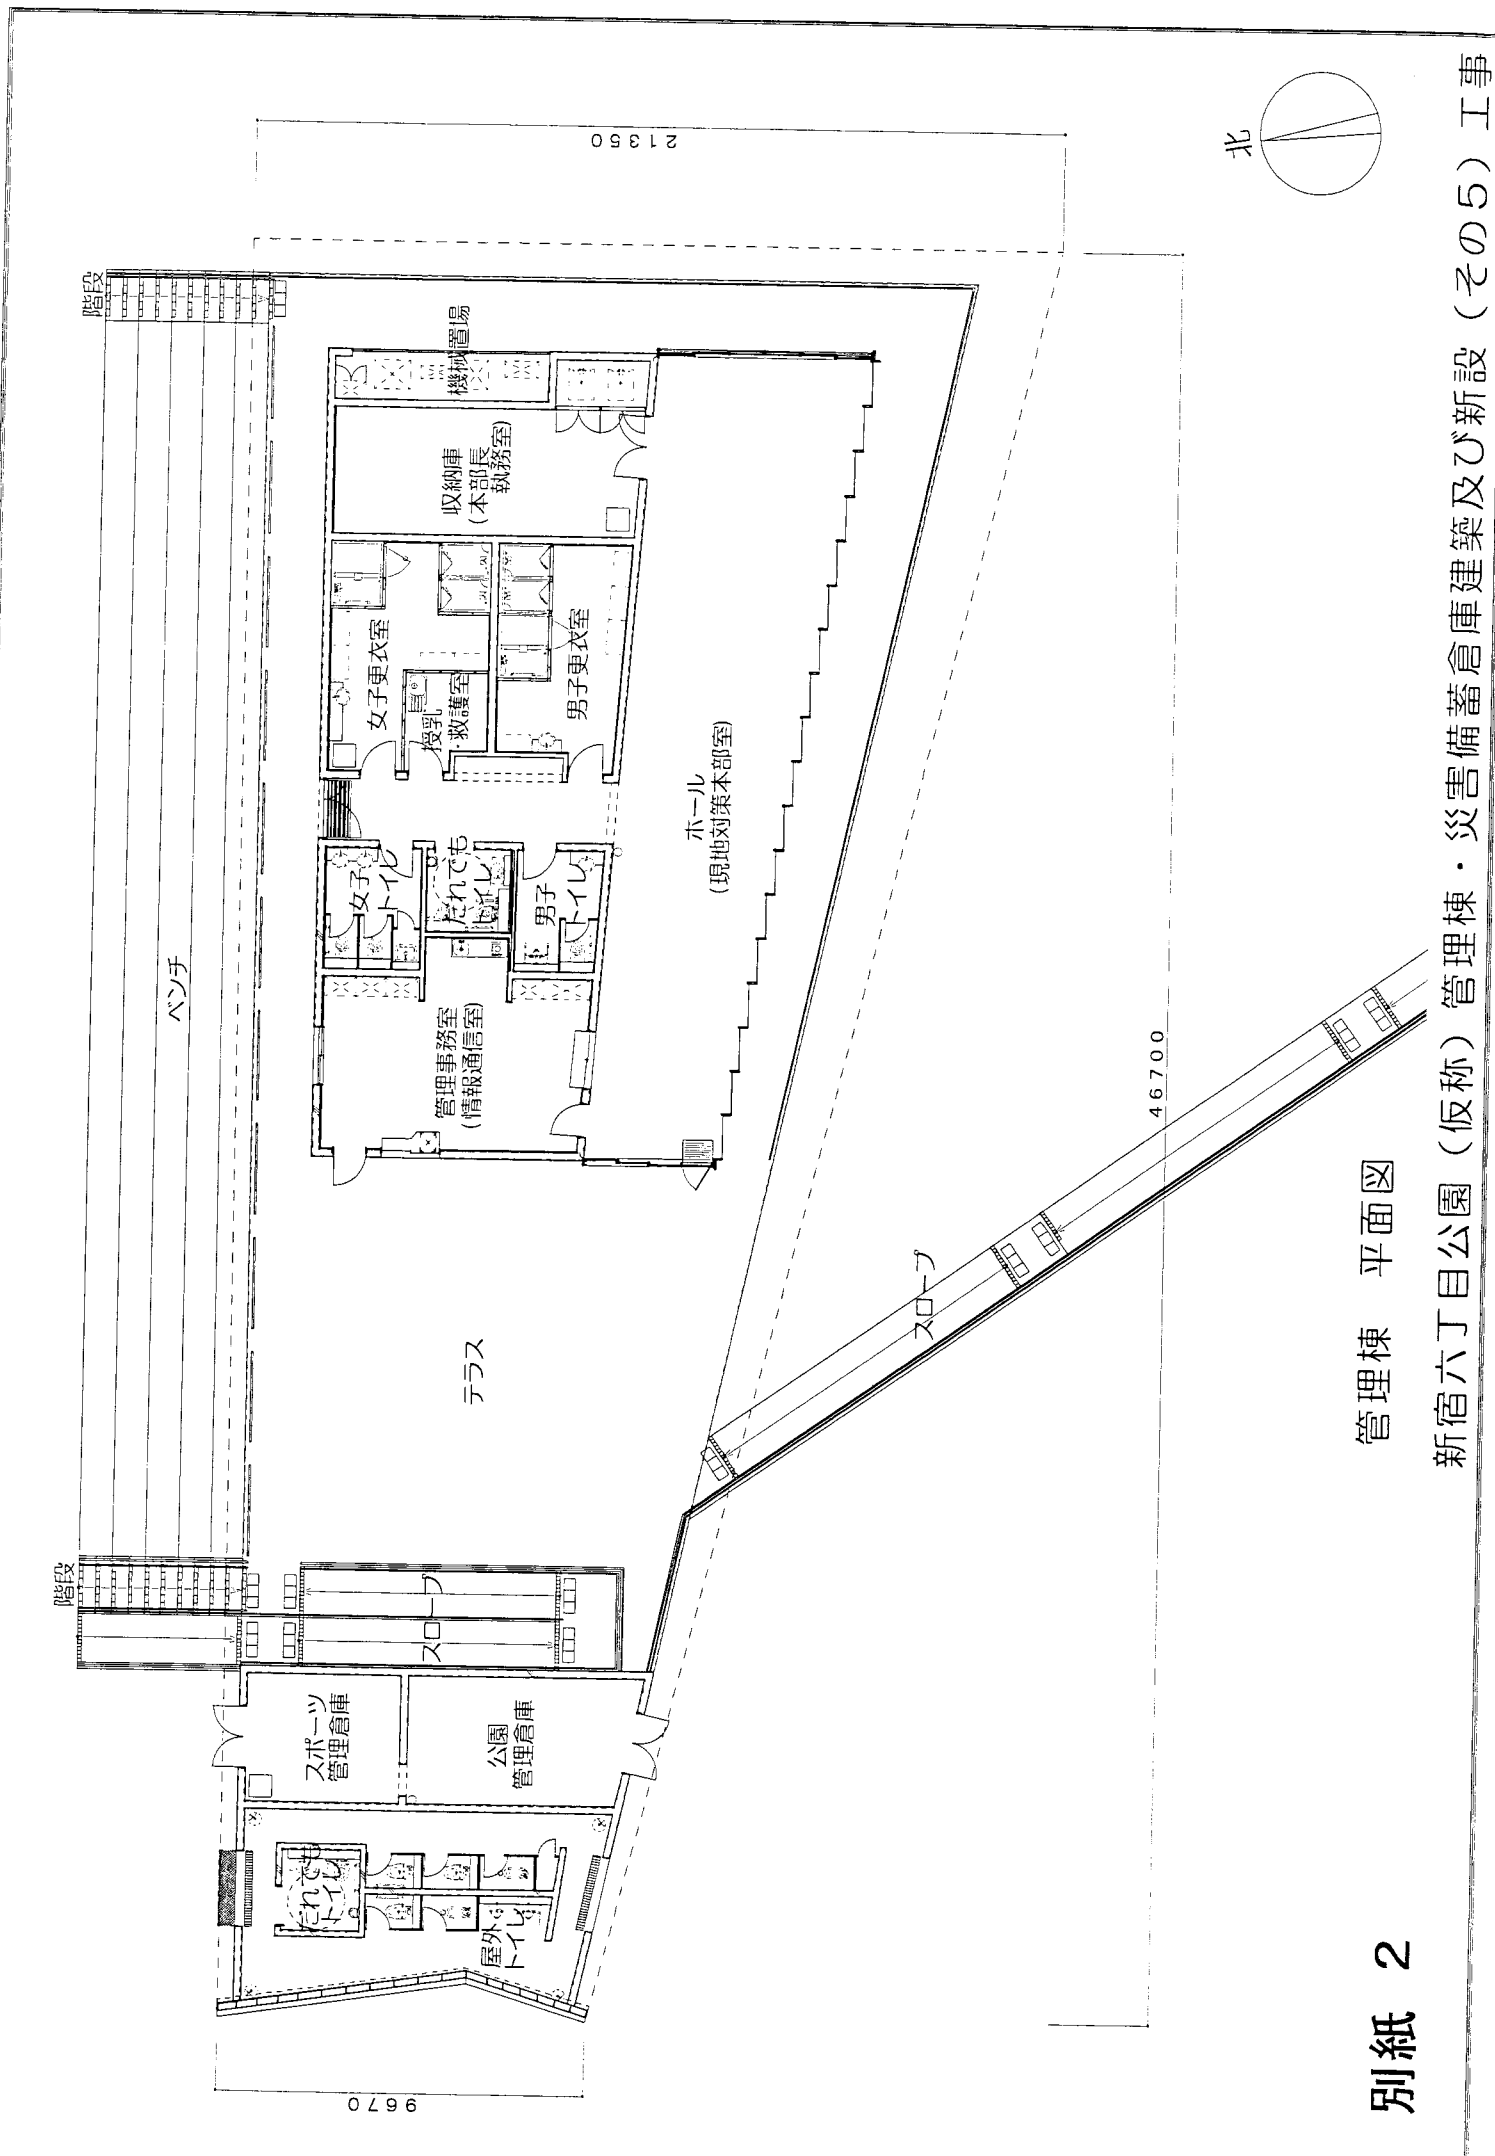 階段
ベンチ
階段
スポーツ
管理倉庫
公園
管理倉庫
だれでも
トイレ
屋外
トイレ
スロープ
テラス
管理事務室
(情報通信室)
女子
トイレ
だれでも
トイレ
男子
トイレ
女子更衣室
授乳
・救護室
男子更衣室
収納庫
(本部長
執務室)
機械置場
ホール
(現地対策本部室)
スロープ
9670
21350
46700
北
管理棟 平面図
別紙 2
新宿六丁目公園(仮称)管理棟・災害備蓄倉庫建築及び新設(その5)工事